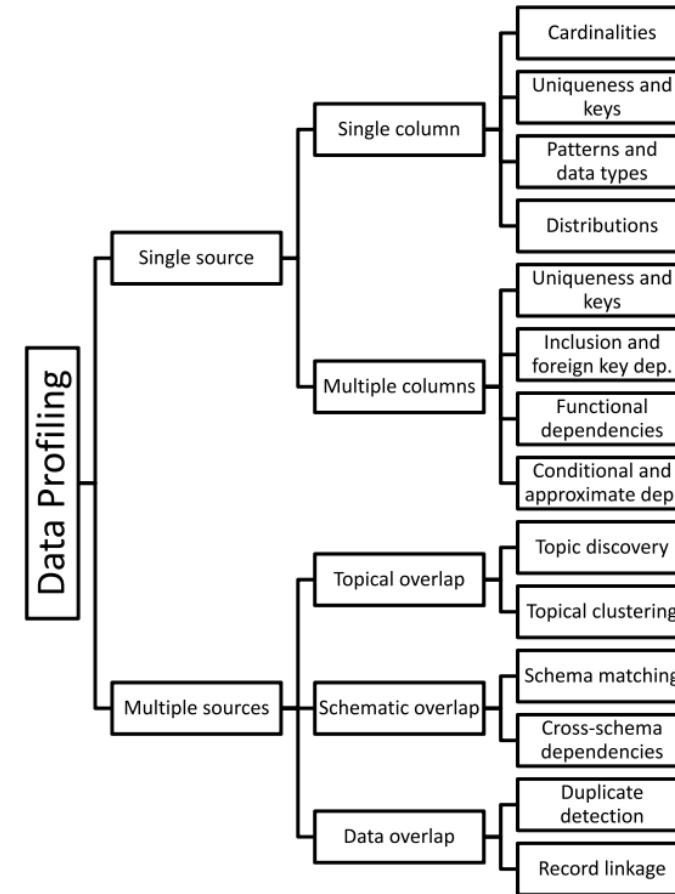 Data Profiling
Single source
Single column
Cardinalities
Uniqueness and
keys
Patterns and
data types
Distributions
Multiple columns
Uniqueness and
keys
Inclusion and
foreign key dep.
Functional
dependencies
Conditional and
approximate dep
Multiple sources
Topical overlap
Topic discovery
Topical clustering
Schematic overlap
Schema matching
Cross-schema
dependencies
Data overlap
Duplicate
detection
Record linkage